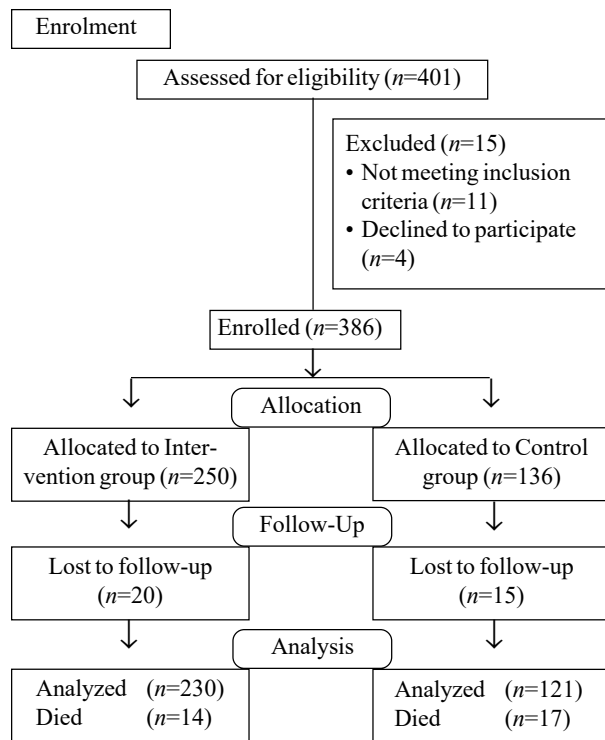 Enrolment
Assessed for eligibility (n=401)
Excluded (n=15)
• Not meeting inclusion
criteria (n=11)
• Declined to participate
(n=4)
Enrolled (n=386)
Allocation
Allocated to Inter-
vention group (n=250)
Allocated to Control
group (n=136)
Follow-Up
Lost to follow-up
(n=20)
Lost to follow-up
(n=15)
Analysis
Analyzed (n=230)
Died (n=14)
Analyzed (n=121)
Died (n=17)